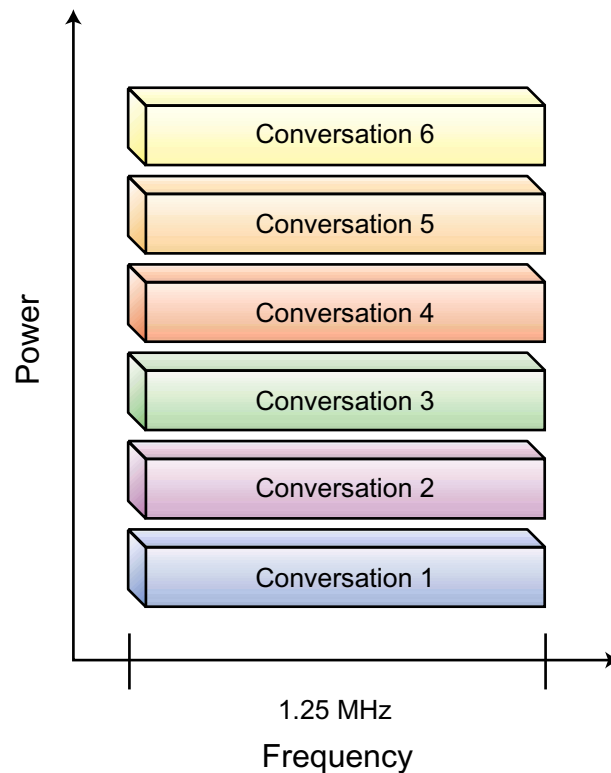 Conversation 6
Conversation 5
Conversation 4
Conversation 3
Conversation 2
Conversation 1
Power
1.25 MHz
Frequency